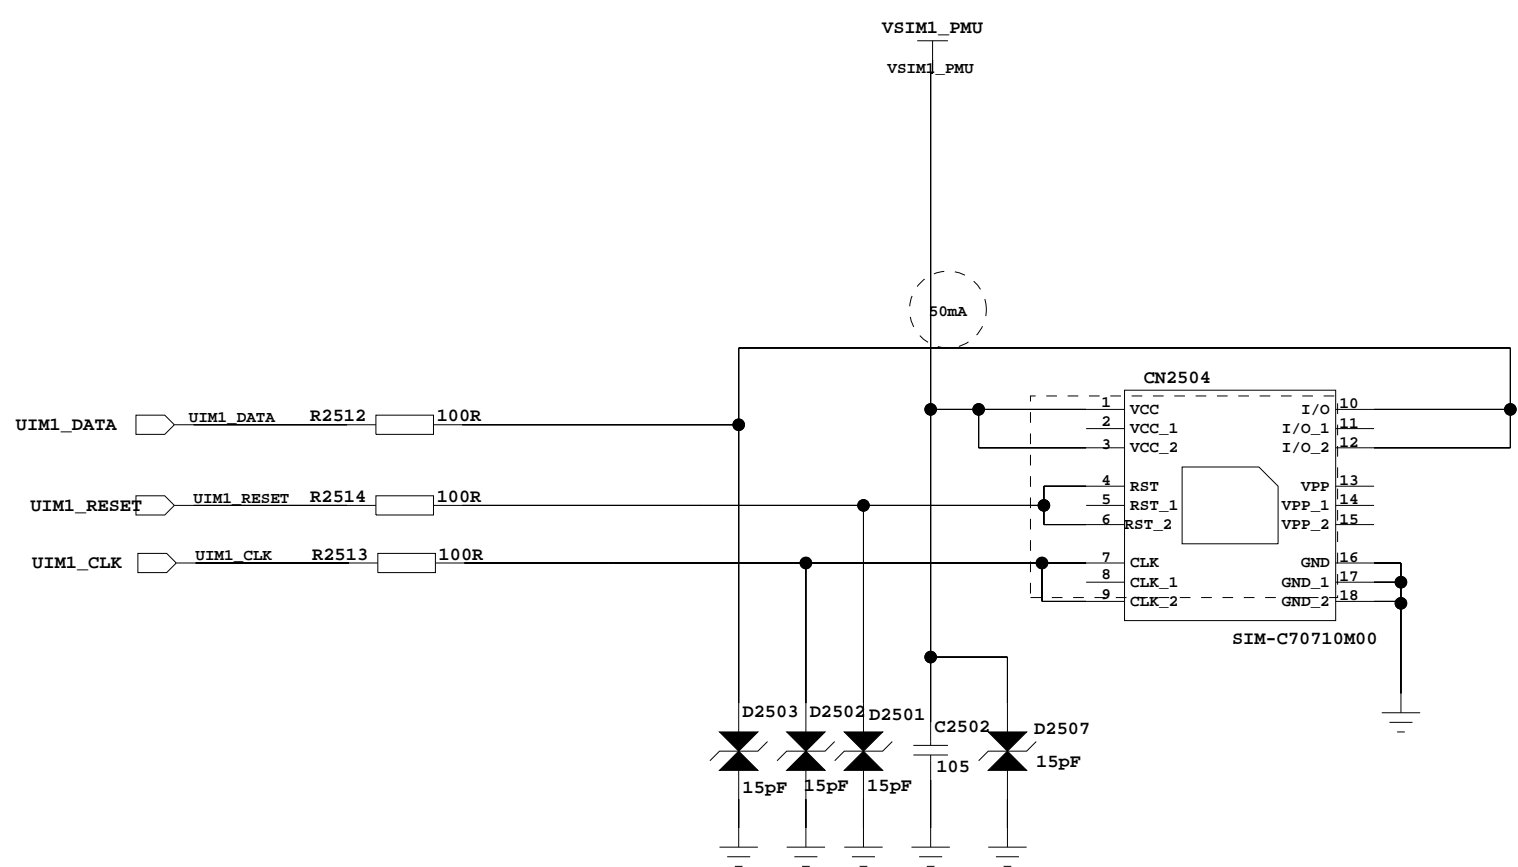 VSIM1_PMU
VSIM1_PMU
50mA
CN2504
UIM1_DATA
UIM1_DATA
R2512
100R
UIM1_RESET
UIM1_RESET
R2514
100R
UIM1_CLK
UIM1_CLK
R2513
100R
1 VCC
2 VCC_1
3 VCC_2
4 RST
5 RST_1
6 RST_2
7 CLK
8 CLK_1
9 CLK_2
I/O 10
I/O_1 11
I/O_2 12
VPP 13
VPP_1 14
VPP_2 15
GND 16
GND_1 17
GND_2 18
SIM-C70710M00
D2503
D2502
D2501
C2502
D2507
15pF
15pF
15pF
105
15pF